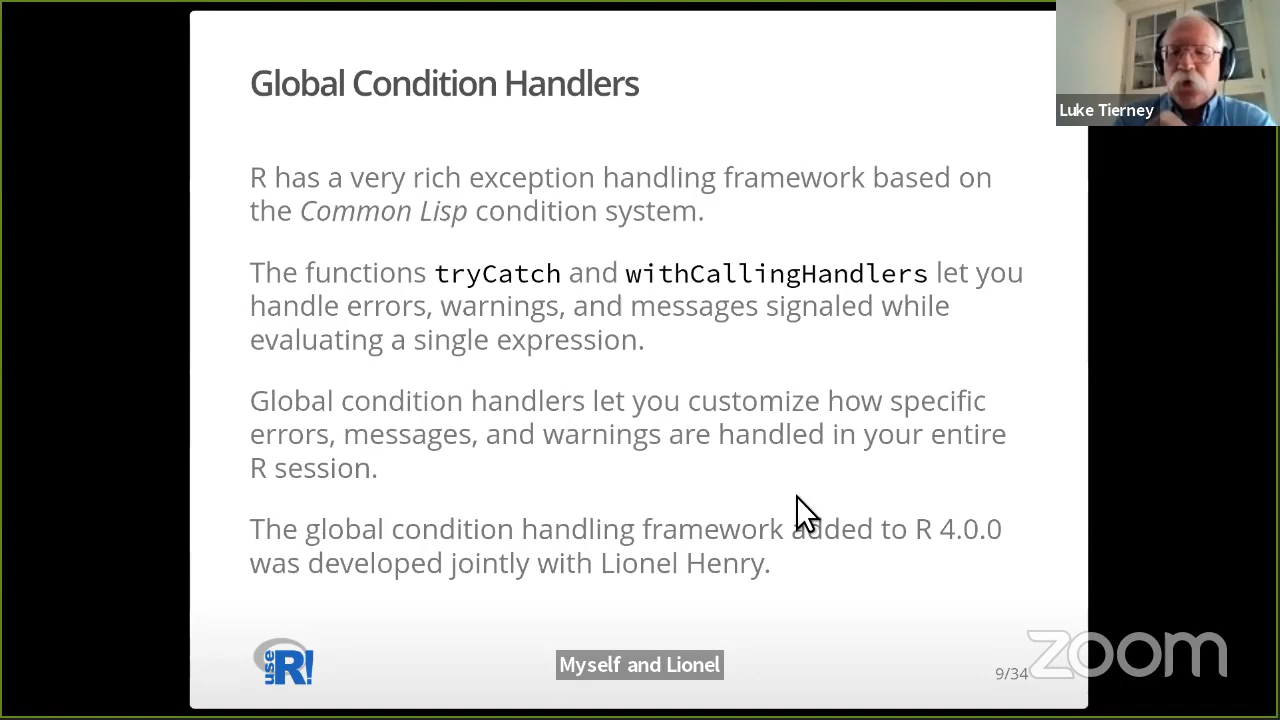 Global Condition Handlers
Luke Tierney
R has a very rich exception handling framework based on
the Common Lisp condition system.
The functions tryCatch and withCallingHandlers let you
handle errors, warnings, and messages signaled while
evaluating a single expression.
Global condition handlers let you customize how specific
errors, messages, and warnings are handled in your entire
R session.
The global condition handling framework added to R 4.0.0
was developed jointly with Lionel Henry.
useR!
Myself and Lionel
9/34
zoom